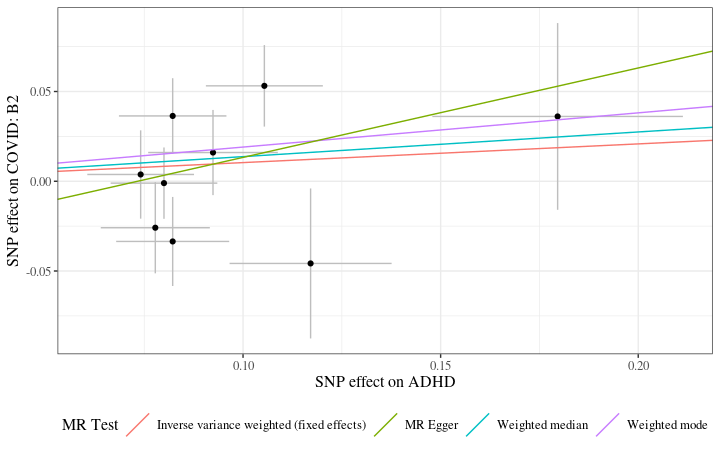 SNP effect on COVID: B2
0.05
0.00
-0.05
0.10
0.15
0.20
SNP effect on ADHD
MR Test
Inverse variance weighted (fixed effects)
MR Egger
Weighted median
Weighted mode